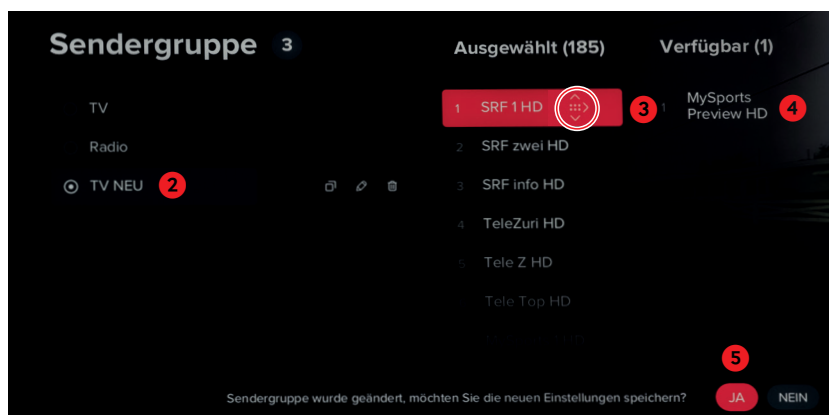 Sendergruppe 3
Ausgewählt (185)
Verfügbar (1)
TV
Radio
TV NEU 2
1 SRF 1 HD 3
2 SRF zwei HD
3 SRF info HD
4 TeleZuri HD
5 Tele Z HD
Tele Top HD
1 MySports
Preview HD 4
5
Sendergruppe wurde geändert, möchten Sie die neuen Einstellungen speichern? JA NEIN